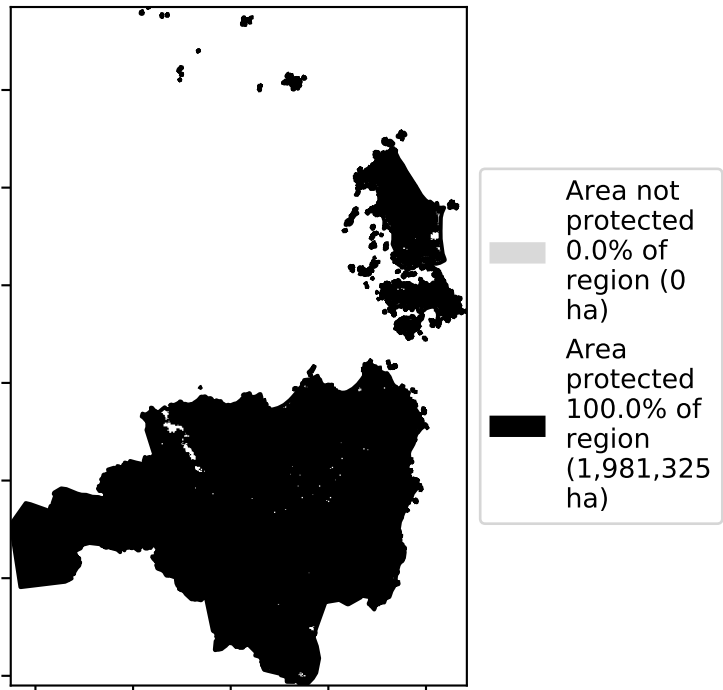 Area not
protected
0.0% of
region (0
ha)
Area
protected
100.0% of
region
(1,981,325
ha)